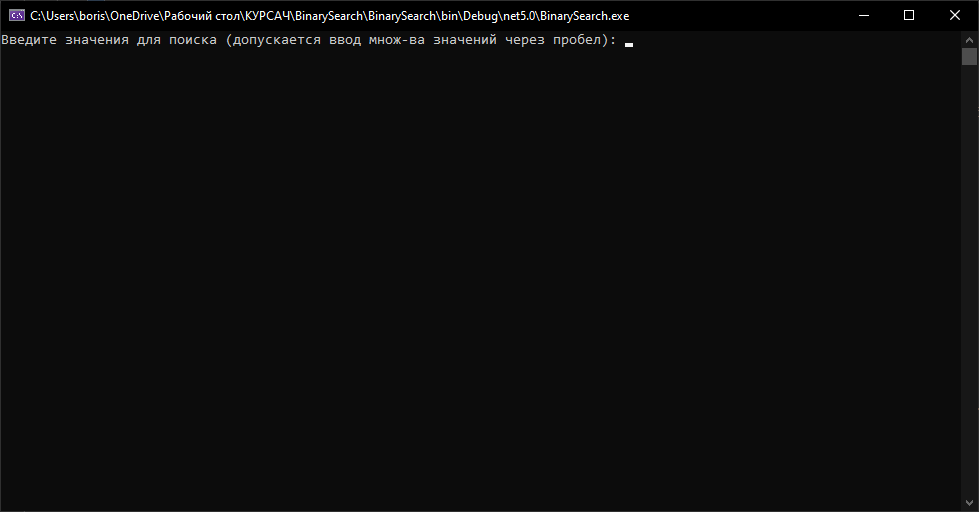 C:\Users\boris\OneDrive\Рабочий стол\КУРСАЧ\BinarySearch\BinarySearch\bin\Debug\net5.0\BinarySearch.exe
Введите значения для поиска (допускается ввод множ-ва значений через пробел):